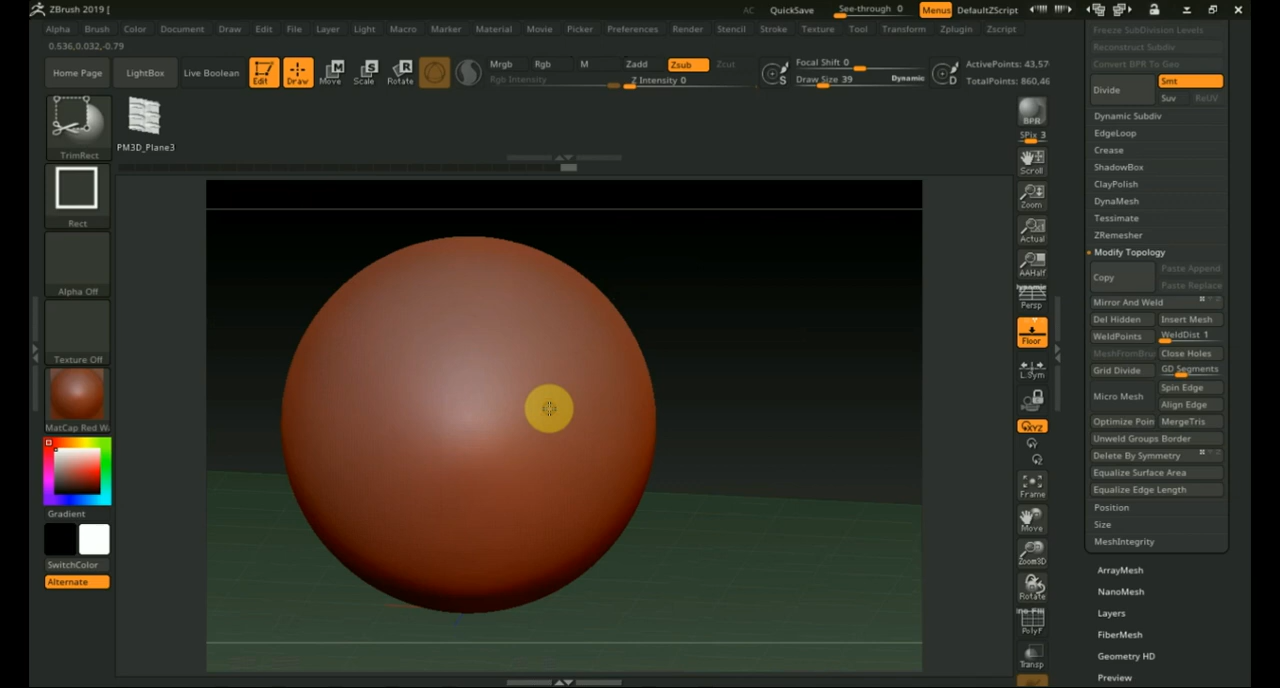 ZBrush 2019 [
AC QuickSave See-through 0 Menus DefaultZScript
Alpha Brush Color Document Draw Edit File Layer Light Macro Marker Material Movie Picker Preferences Render Stencil Stroke Texture Tool Transform Zplugin Zscript
0.536,0.032,-0.79
Home Page LightBox Live Boolean Edit Draw Move Scale Rotate
Mrgb Rgb M Zadd Zsub Zcut
Rgb Intensity Z Intensity 0
S Focal Shift 0
Draw Size 39 Dynamic
D ActivePoints: 43,57
TotalPoints: 860,46
TrimRect
PM3D_Plane3
Rect
Alpha Off
Texture Off
MatCap Red W
Gradient
SwitchColor
Alternate
BPR
SPix 3
Scroll
Zoom
Actual
AAHalf
Dynamic
Persp
Floor
L.Sym
XYZ
Frame
Move
Zoom3D
Rotate
PolyF
Transp
Freeze SubDivision Levels
Reconstruct Subdiv
Convert BPR To Geo
Divide Smt
Suv ReUV
Dynamic Subdiv
EdgeLoop
Crease
ShadowBox
ClayPolish
DynaMesh
Tessimate
ZRemesher
Modify Topology
Copy Paste Append
Paste Replace
Mirror And Weld
Del Hidden Insert Mesh
WeldPoints WeldDist 1
MeshFromBru Close Holes
Grid Divide GD Segments
Micro Mesh Spin Edge
Align Edge
Optimize Poin MergeTris
Unweld Groups Border
Delete By Symmetry
Equalize Surface Area
Equalize Edge Length
Position
Size
MeshIntegrity
ArrayMesh
NanoMesh
Layers
FiberMesh
Geometry HD
Preview